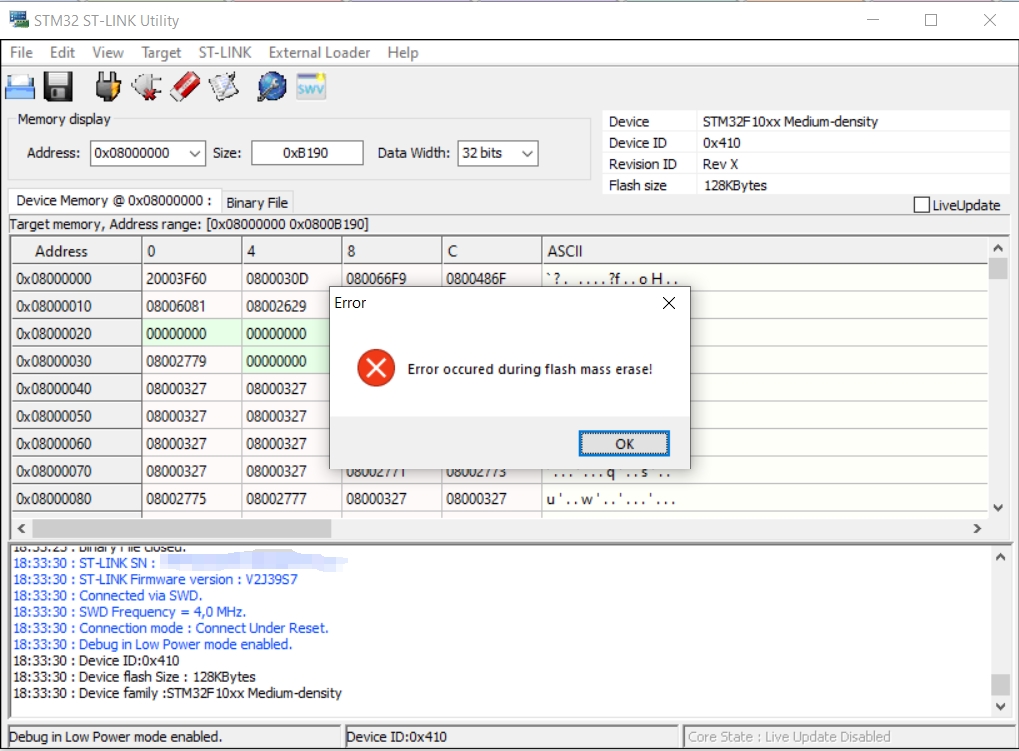 STM32 ST-LINK Utility
File Edit View Target ST-LINK External Loader Help
SWV
Memory display
Address: 0x08000000 Size: 0xB190 Data Width: 32 bits
Device STM32F10xx Medium-density
Device ID 0x410
Revision ID Rev X
Flash size 128KBytes
LiveUpdate
Device Memory @ 0x08000000 : Binary File
Target memory, Address range: [0x08000000 0x0800B190]
Address 0 4 8 C ASCII
0x08000000 20003F60 0800030D 080066F9 0800486F `?. .....?f..oH..
0x08000010 08006081 08002629
0x08000020 00000000 00000000
0x08000030 08002779 00000000
0x08000040 08000327 08000327
0x08000050 08000327 08000327
0x08000060 08000327 08000327
0x08000070 08000327 08000327 08002771 08002773 '...'...q'..s'..
0x08000080 08002775 08002777 08000327 08000327 u'..w'..'...'...
Error
Error occured during flash mass erase!
OK
18:33:25 : Binary File closed.
18:33:30 : ST-LINK SN :
18:33:30 : ST-LINK Firmware version : V2J39S7
18:33:30 : Connected via SWD.
18:33:30 : SWD Frequency = 4,0 MHz.
18:33:30 : Connection mode : Connect Under Reset.
18:33:30 : Debug in Low Power mode enabled.
18:33:30 : Device ID:0x410
18:33:30 : Device flash Size : 128KBytes
18:33:30 : Device family :STM32F10xx Medium-density
Debug in Low Power mode enabled. Device ID:0x410 Core State : Live Update Disabled